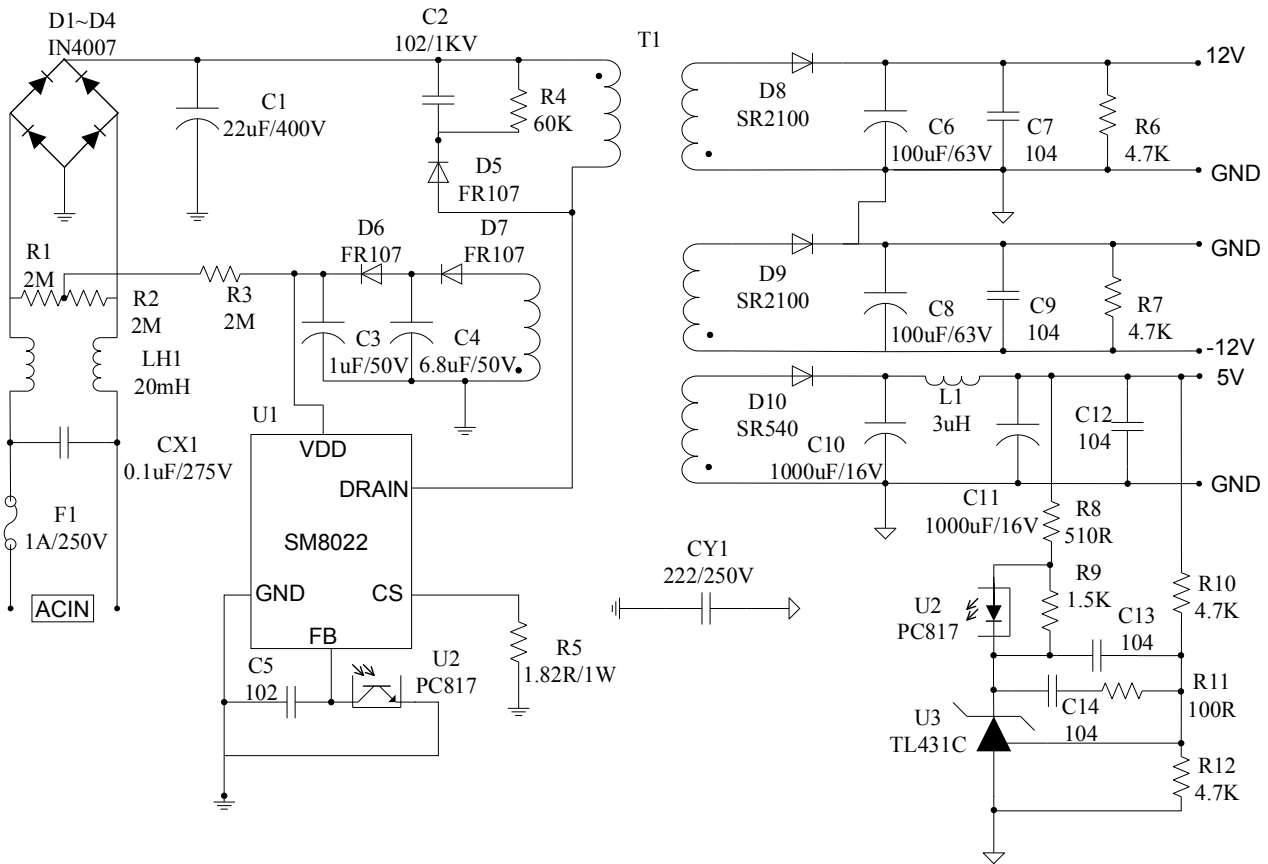 D1~D4
IN4007
C2
102/1KV
T1
12V
C1
22uF/400V
R4
60K
D8
SR2100
C6
100uF/63V
C7
104
R6
4.7K
D5
FR107
GND
D6
FR107
D7
FR107
R1
2M
R3
2M
R2
2M
GND
D9
SR2100
C8
100uF/63V
C9
104
R7
4.7K
C3
1uF/50V
C4
6.8uF/50V
-12V
LH1
20mH
5V
U1
D10
SR540
L1
3uH
C12
104
C10
1000uF/16V
CX1
0.1uF/275V
VDD
DRAIN
GND
C11
1000uF/16V
R8
510R
F1
1A/250V
SM8022
CY1
222/250V
R9
1.5K
R10
4.7K
ACIN
GND
CS
U2
PC817
C13
104
FB
R5
1.82R/1W
C5
102
U2
PC817
R11
100R
C14
104
U3
TL431C
R12
4.7K